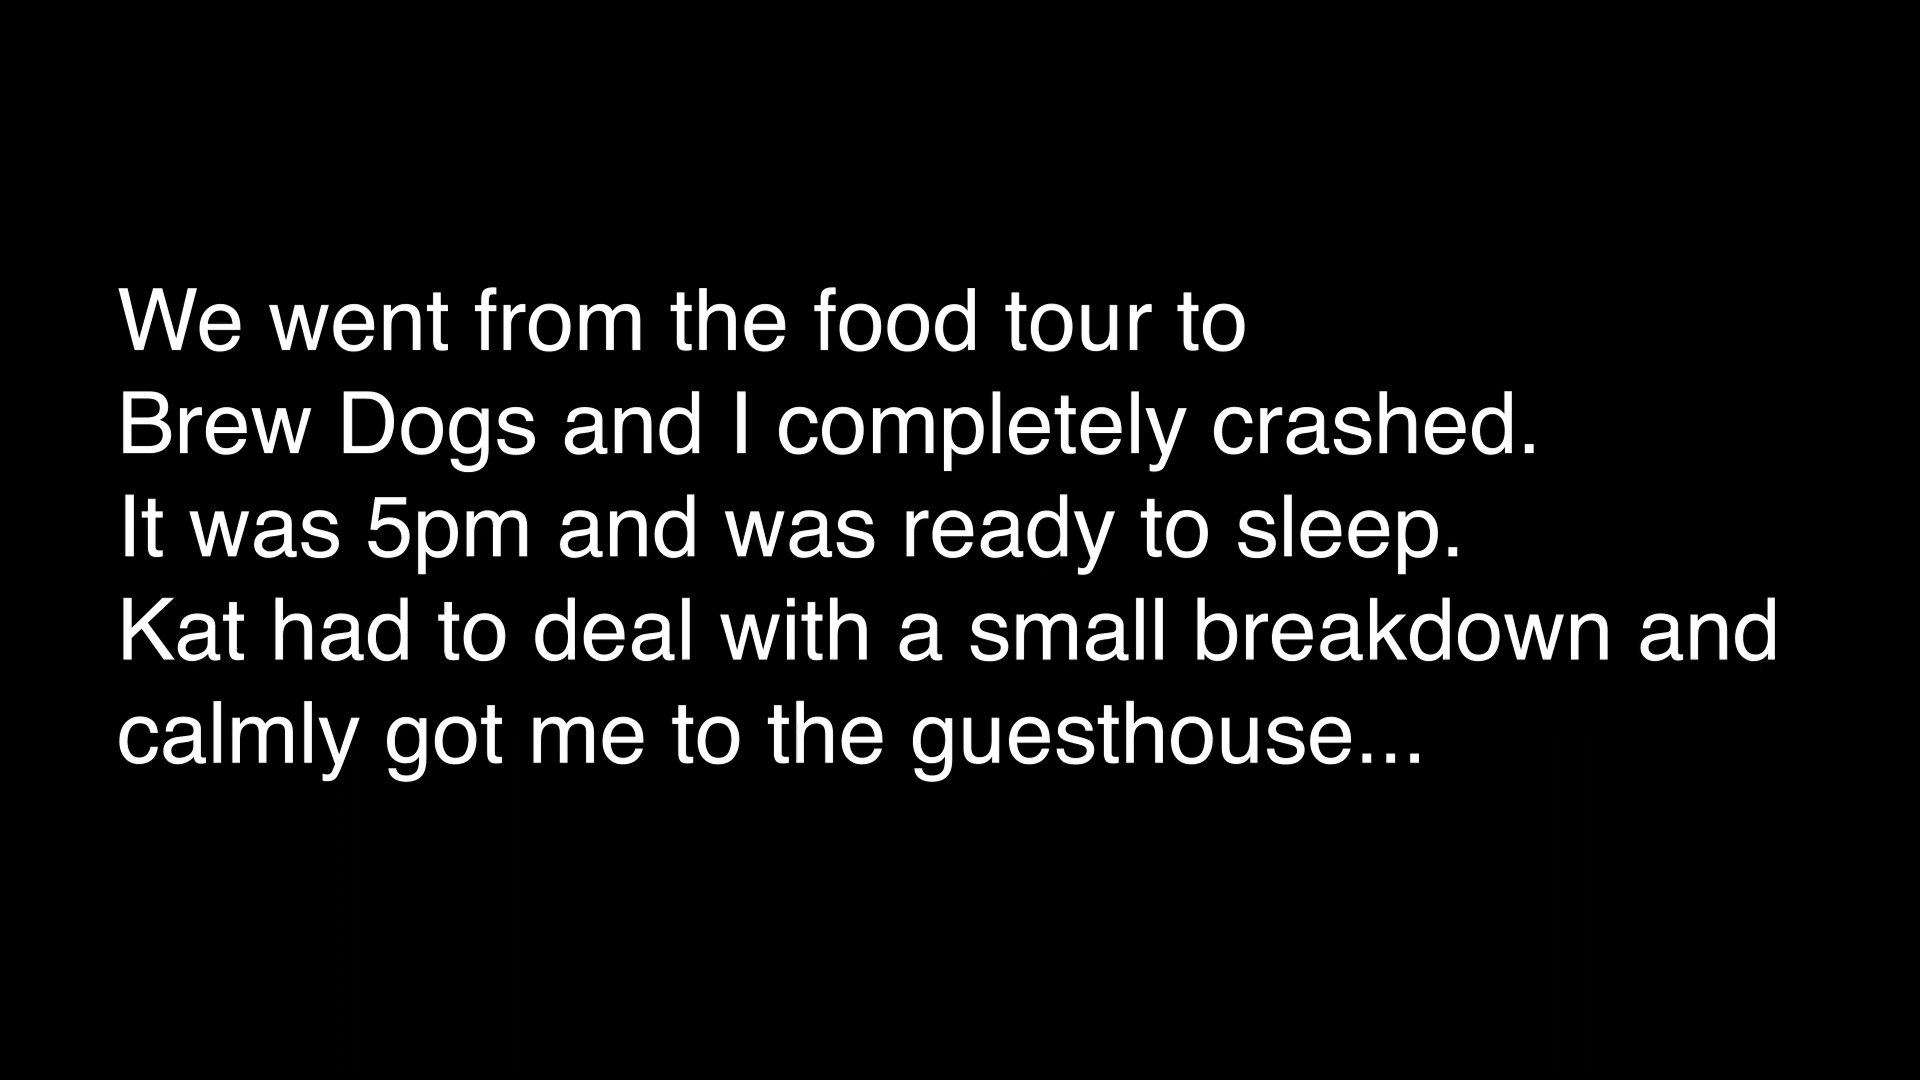 We went from the food tour to
Brew Dogs and I completely crashed.
It was 5pm and was ready to sleep.
Kat had to deal with a small breakdown and
calmly got me to the guesthouse...